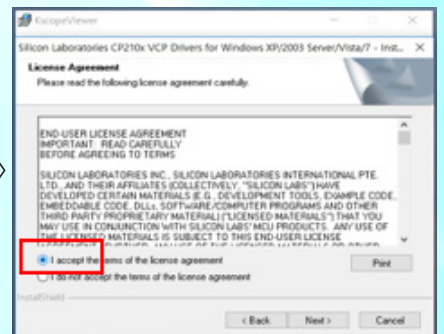 KscopeViewer
Silicon Laboratories CP210x VCP Drivers for Windows XP/2003 Server/Vista/7 - Inst...
License Agreement
Please read the following license agreement carefully.
END-USER LICENSE AGREEMENT
IMPORTANT: READ CAREFULLY
BEFORE AGREEING TO TERMS
SILICON LABORATORIES INC., SILICON LABORATORIES INTERNATIONAL PTE.
LTD., AND THEIR AFFILIATES (COLLECTIVELY, "SILICON LABS") HAVE
DEVELOPED CERTAIN MATERIALS (E.G., DEVELOPMENT TOOLS, EXAMPLE CODE,
EMBEDDABLE CODE, DLLs, SOFTWARE/COMPUTER PROGRAMS AND OTHER
THIRD PARTY PROPRIETARY MATERIAL) ("LICENSED MATERIALS") THAT YOU
MAY USE IN CONJUNCTION WITH SILICON LABS' MCU PRODUCTS. ANY USE OF
THE LICENSED MATERIALS IS SUBJECT TO THIS END-USER LICENSE
I accept the terms of the license agreement
Print
I do not accept the terms of the license agreement
InstallShield
< Back
Next >
Cancel